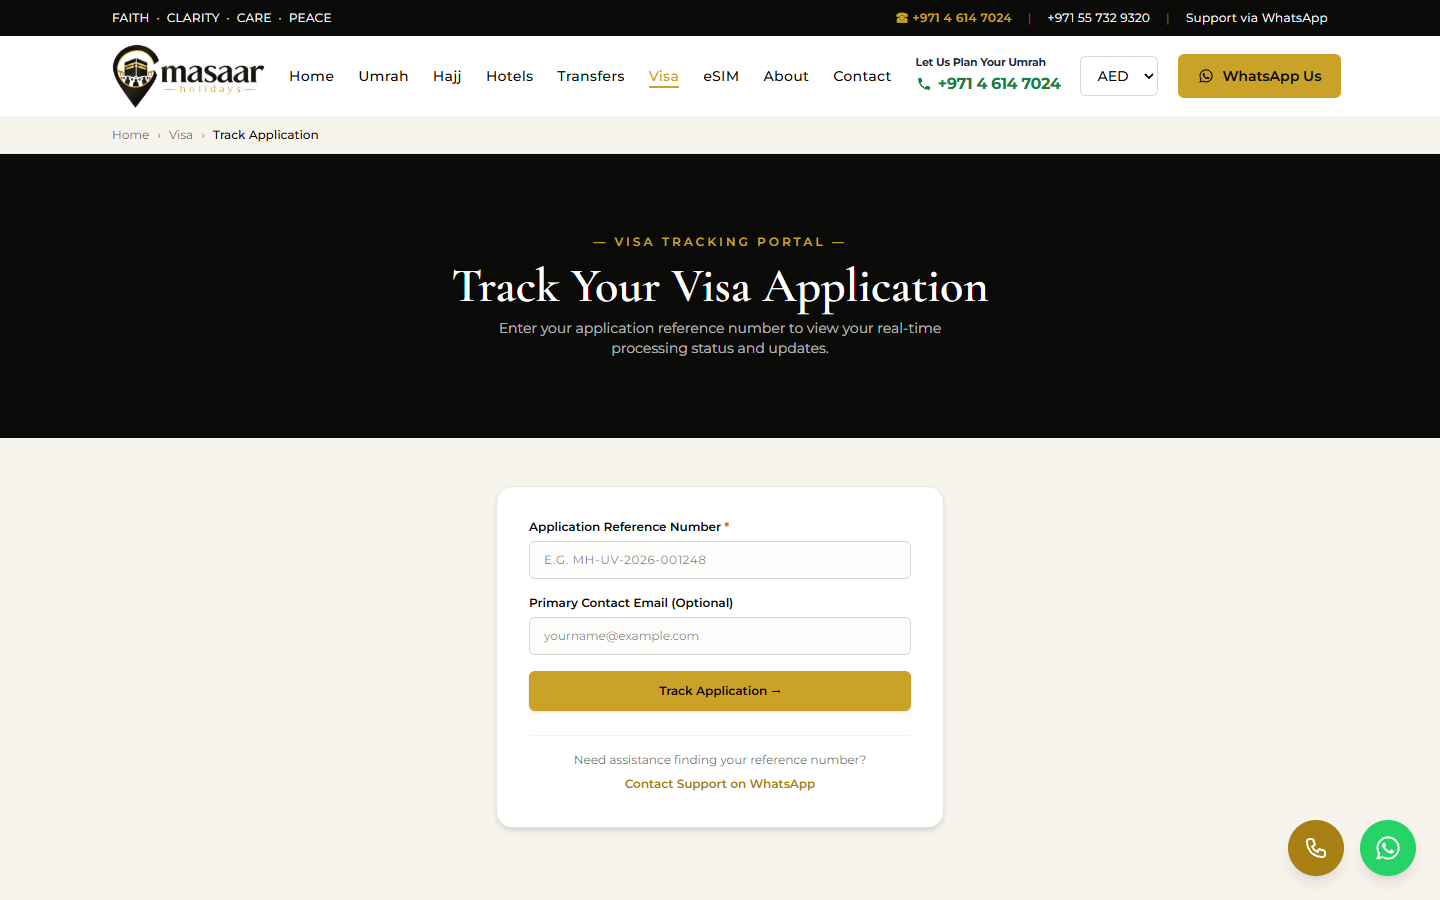 FAITH · CLARITY · CARE · PEACE
☎ +971 4 614 7024 | +971 55 732 9320 | Support via WhatsApp
masaar
holidays
Home Umrah Hajj Hotels Transfers Visa eSIM About Contact
Let Us Plan Your Umrah
+971 4 614 7024
AED
WhatsApp Us
Home › Visa › Track Application
— VISA TRACKING PORTAL —
Track Your Visa Application
Enter your application reference number to view your real-time
processing status and updates.
Application Reference Number *
E.G. MH-UV-2026-001248
Primary Contact Email (Optional)
yourname@example.com
Track Application →
Need assistance finding your reference number?
Contact Support on WhatsApp